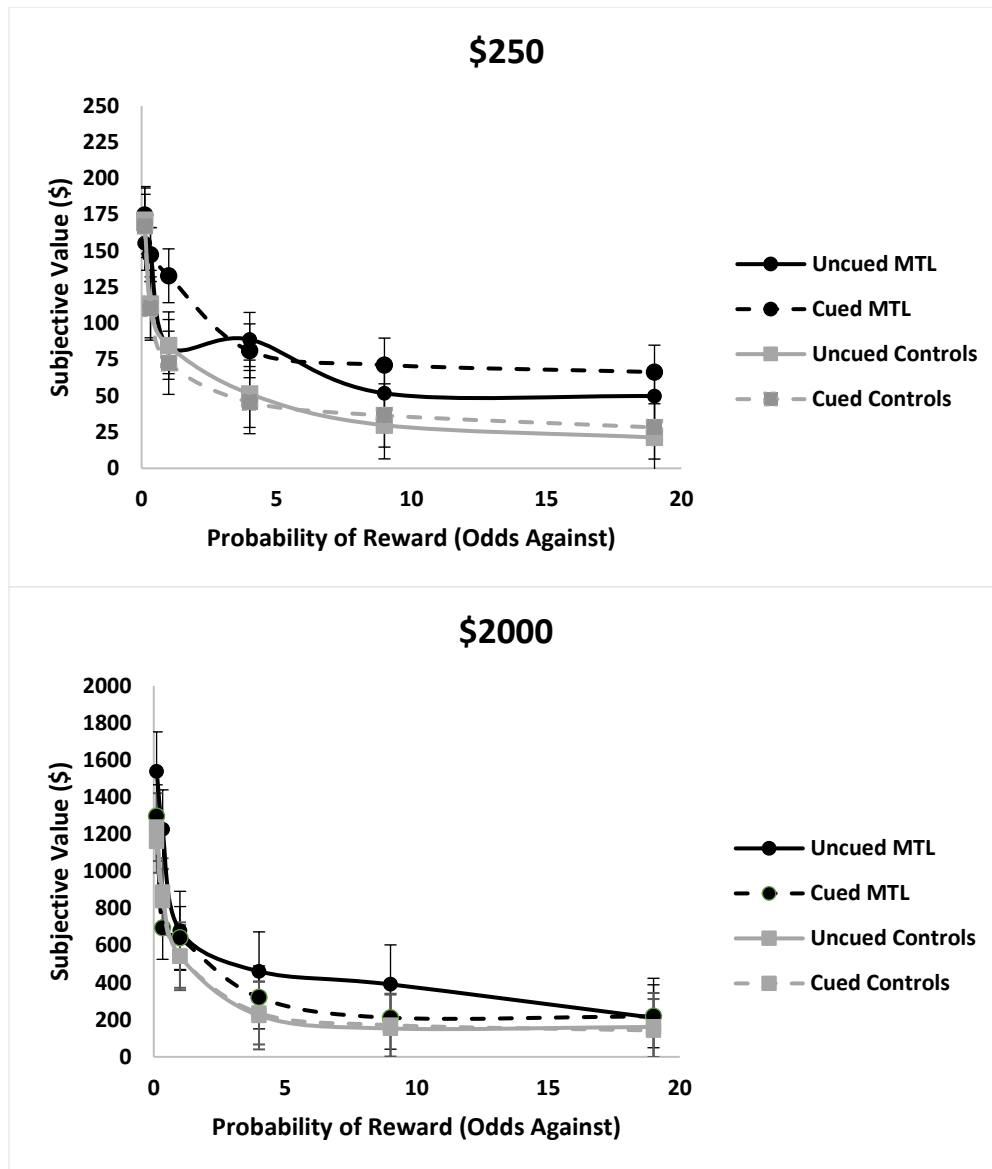 $250
250
225
200
175
150
125
100
75
50
25
0
Subjective Value ($)
0 5 10 15 20
Probability of Reward (Odds Against)
Uncued MTL
Cued MTL
Uncued Controls
Cued Controls
$2000
2000
1800
1600
1400
1200
1000
800
600
400
200
0
Subjective Value ($)
0 5 10 15 20
Probability of Reward (Odds Against)
Uncued MTL
Cued MTL
Uncued Controls
Cued Controls